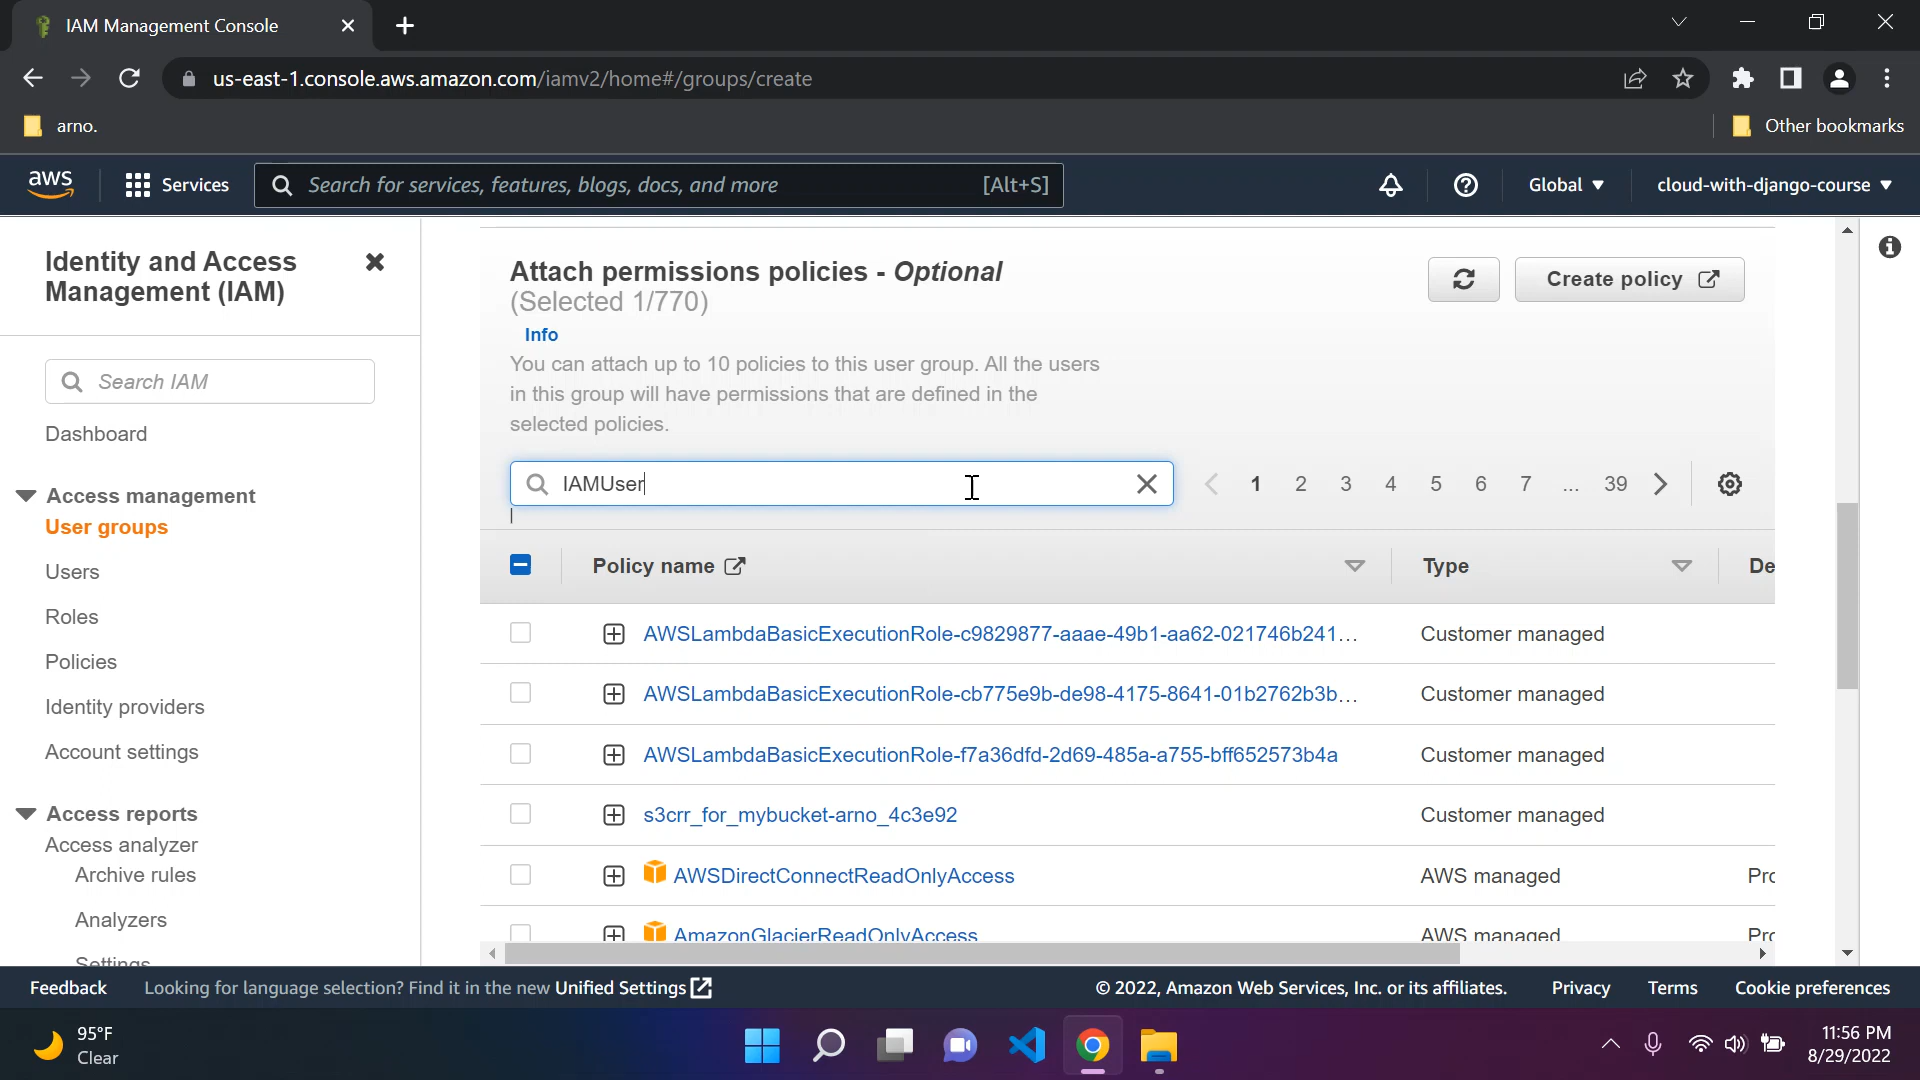 IAM Management Console
us-east-1.console.aws.amazon.com/iamv2/home#/groups/create
arno.
Other bookmarks
aws
Services
Search for services, features, blogs, docs, and more
[Alt+S]
Global
cloud-with-django-course
Identity and Access
Management (IAM)
Search IAM
Dashboard
Access management
User groups
Users
Roles
Policies
Identity providers
Account settings
Access reports
Access analyzer
Archive rules
Analyzers
Settings
Attach permissions policies - Optional
(Selected 1/770)
Info
Create policy
You can attach up to 10 policies to this user group. All the users
in this group will have permissions that are defined in the
selected policies.
IAMUser
1 2 3 4 5 6 7 ... 39
Policy name Type De
AWSLambdaBasicExecutionRole-c9829877-aaae-49b1-aa62-021746b241... Customer managed
AWSLambdaBasicExecutionRole-cb775e9b-de98-4175-8641-01b2762b3b... Customer managed
AWSLambdaBasicExecutionRole-f7a36dfd-2d69-485a-a755-bff652573b4a Customer managed
s3crr_for_mybucket-arno_4c3e92 Customer managed
AWSDirectConnectReadOnlyAccess AWS managed Pro
AmazonGlacierReadOnlyAccess AWS managed Pro
Feedback
Looking for language selection? Find it in the new Unified Settings
© 2022, Amazon Web Services, Inc. or its affiliates.
Privacy
Terms
Cookie preferences
95°F
Clear
11:56 PM
8/29/2022